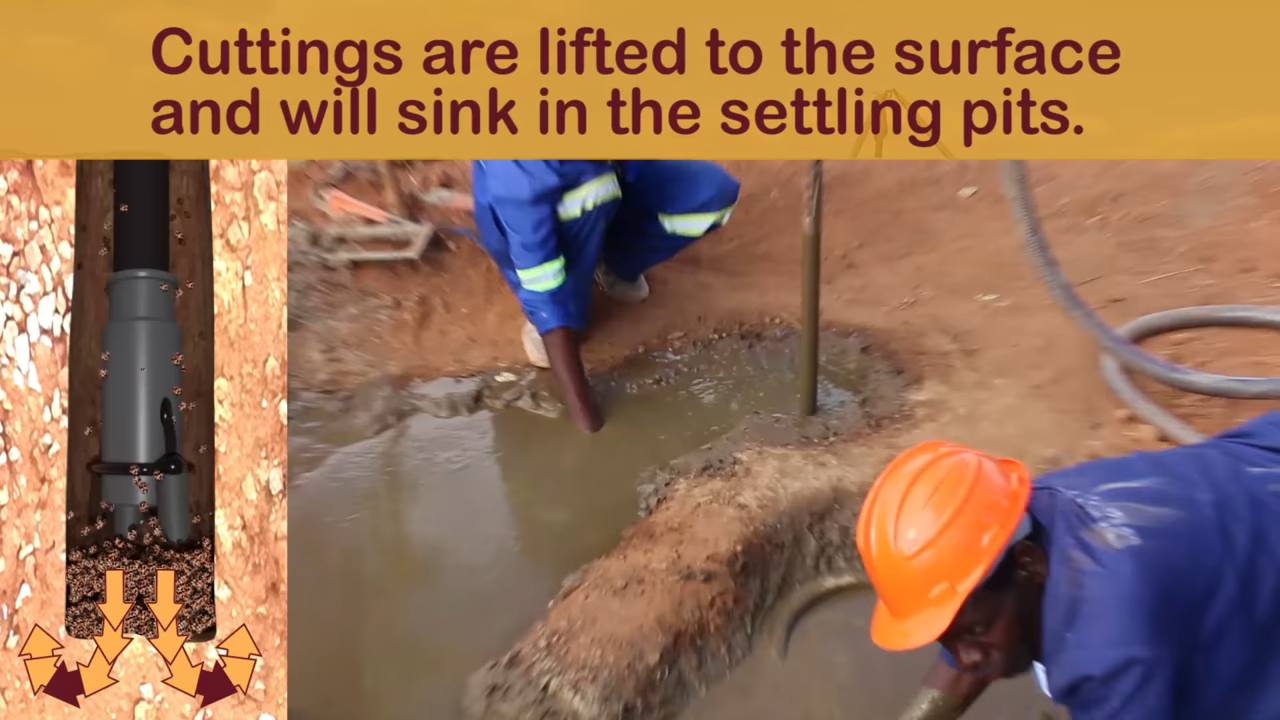 Cuttings are lifted to the surface
and will sink in the settling pits.